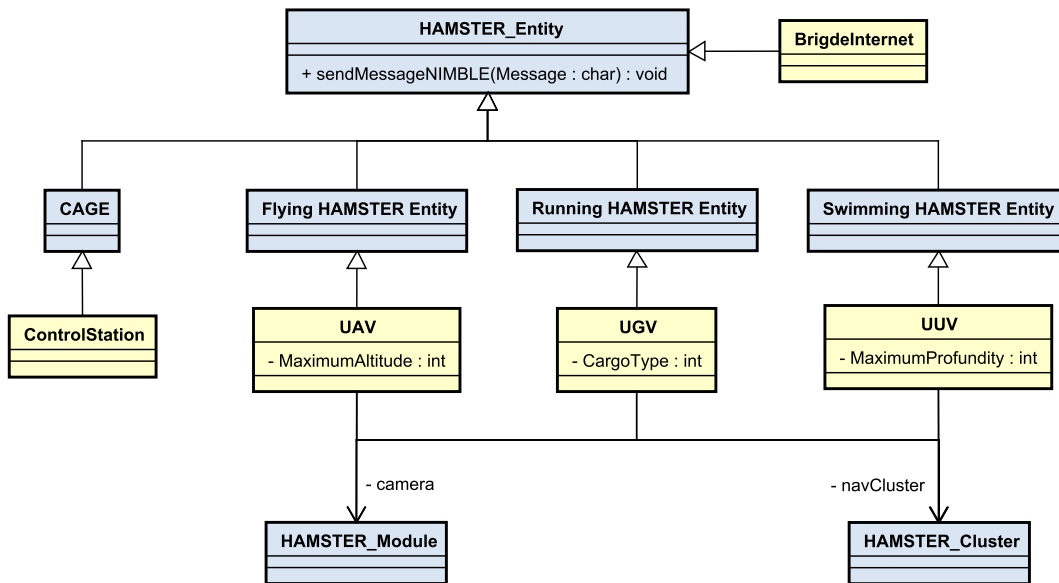 HAMSTER_Entity
+ sendMessageNIMBLE(Message : char) : void
BrigdeInternet
CAGE
Flying HAMSTER Entity
Running HAMSTER Entity
Swimming HAMSTER Entity
ControlStation
UAV
- MaximumAltitude : int
UGV
- CargoType : int
UUV
- MaximumProfundity : int
- camera
- navCluster
HAMSTER_Module
HAMSTER_Cluster